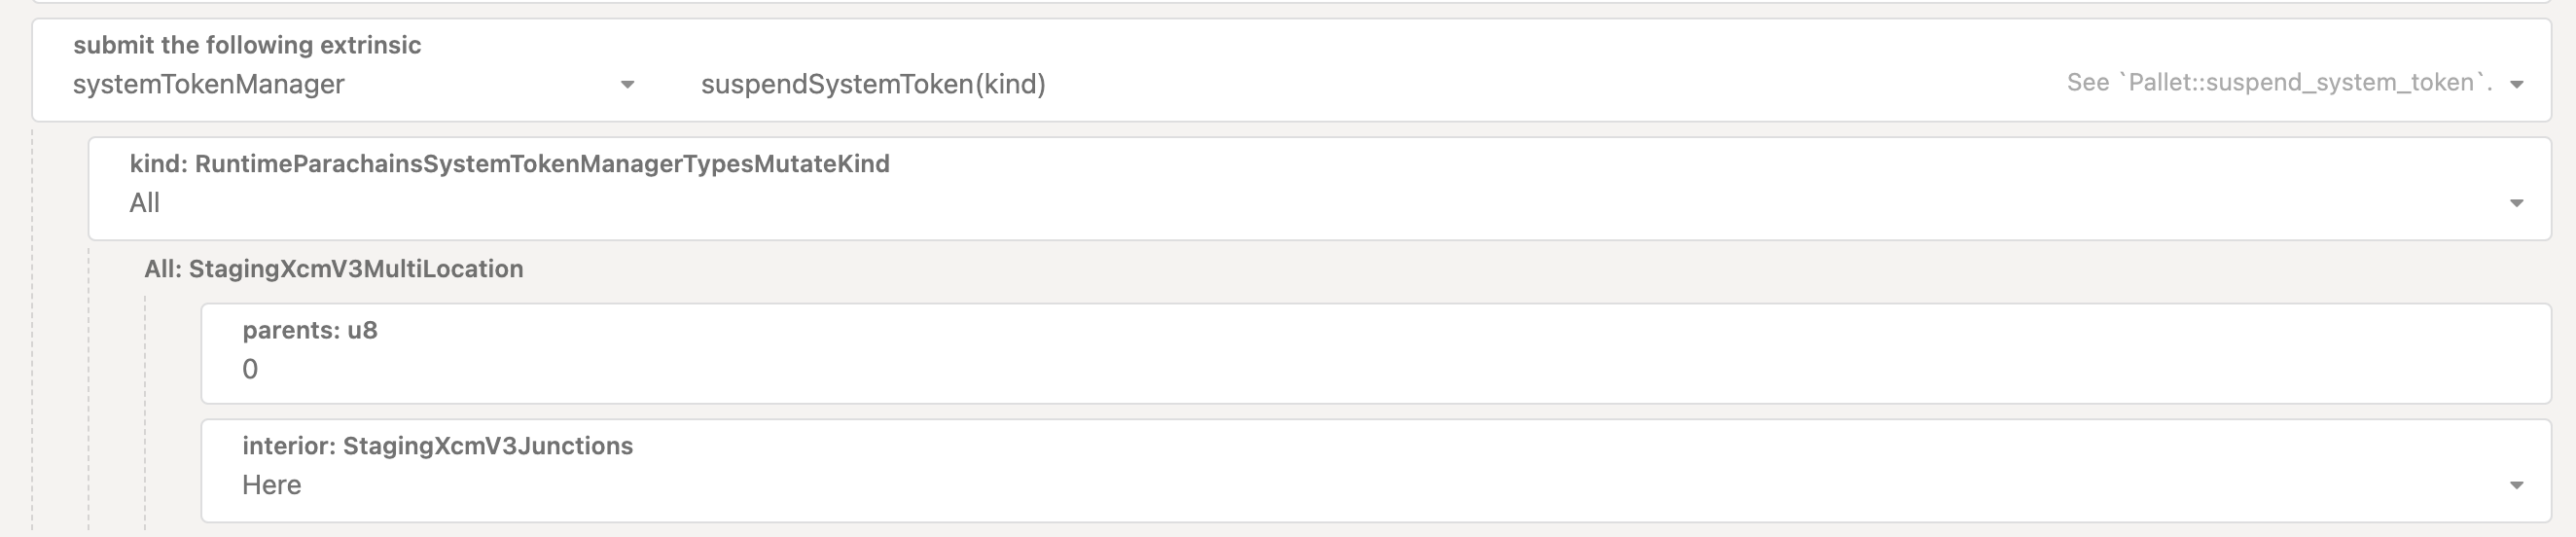 submit the following extrinsic
systemTokenManager suspendSystemToken(kind) See `Pallet::suspend_system_token`.
kind: RuntimeParachainsSystemTokenManagerTypesMutateKind
All
All: StagingXcmV3MultiLocation
parents: u8
0
interior: StagingXcmV3Junctions
Here